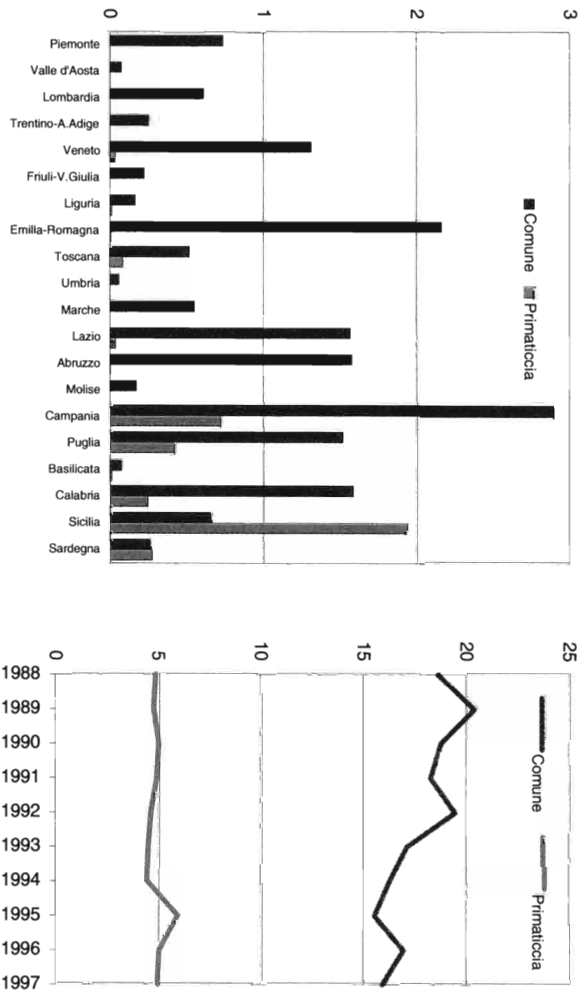 0
1
2
3
Comune
Primaticcia
Piemonte
Valle d'Aosta
Lombardia
Trentino-A.Adige
Veneto
Friuli-V.Giulia
Liguria
Emilia-Romagna
Toscana
Umbria
Marche
Lazio
Abruzzo
Molise
Campania
Puglia
Basilicata
Calabria
Sicilia
Sardegna
0
5
10
15
20
25
Comune
Primaticcia
1988
1989
1990
1991
1992
1993
1994
1995
1996
1997